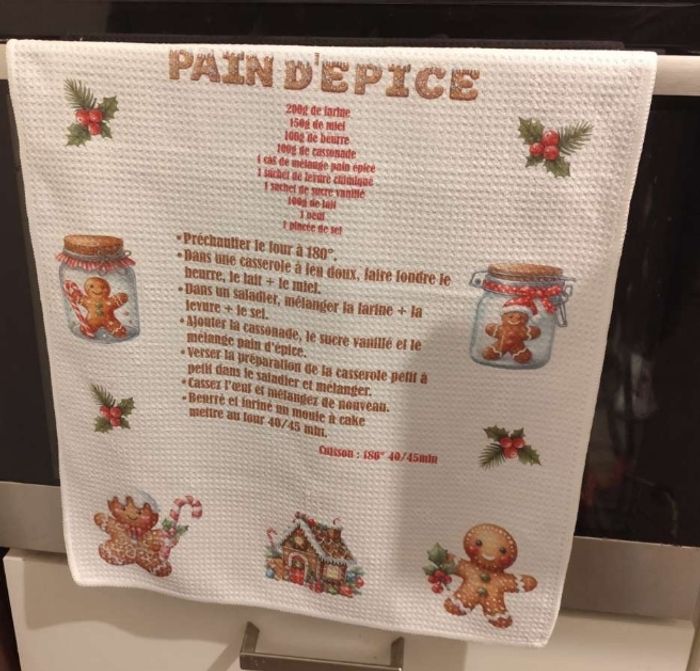 PAIN D'EPICE
200g de farine
150g de miel
100g de beurre
100g de cassonade
1 càs de mélange pain épice
1 sachet de levure chimique
1 sachet de sucre vanillé
100g de lait
1 oeuf
1 pincée de sel
• Préchauffer le four à 180°.
• Dans une casserole à feu doux, faire fondre le
beurre, le lait + le miel.
• Dans un saladier, mélanger la farine + la
levure + le sel.
• Ajouter la cassonade, le sucre vanillé et le
mélange pain d'épice.
• Verser la préparation de la casserole petit à
petit dans le saladier et mélanger.
• Cassez l'œuf et mélangez de nouveau.
• Beurré et fariné un moule à cake
mettre au four 40/45 min.
Cuisson : 180° 40/45min